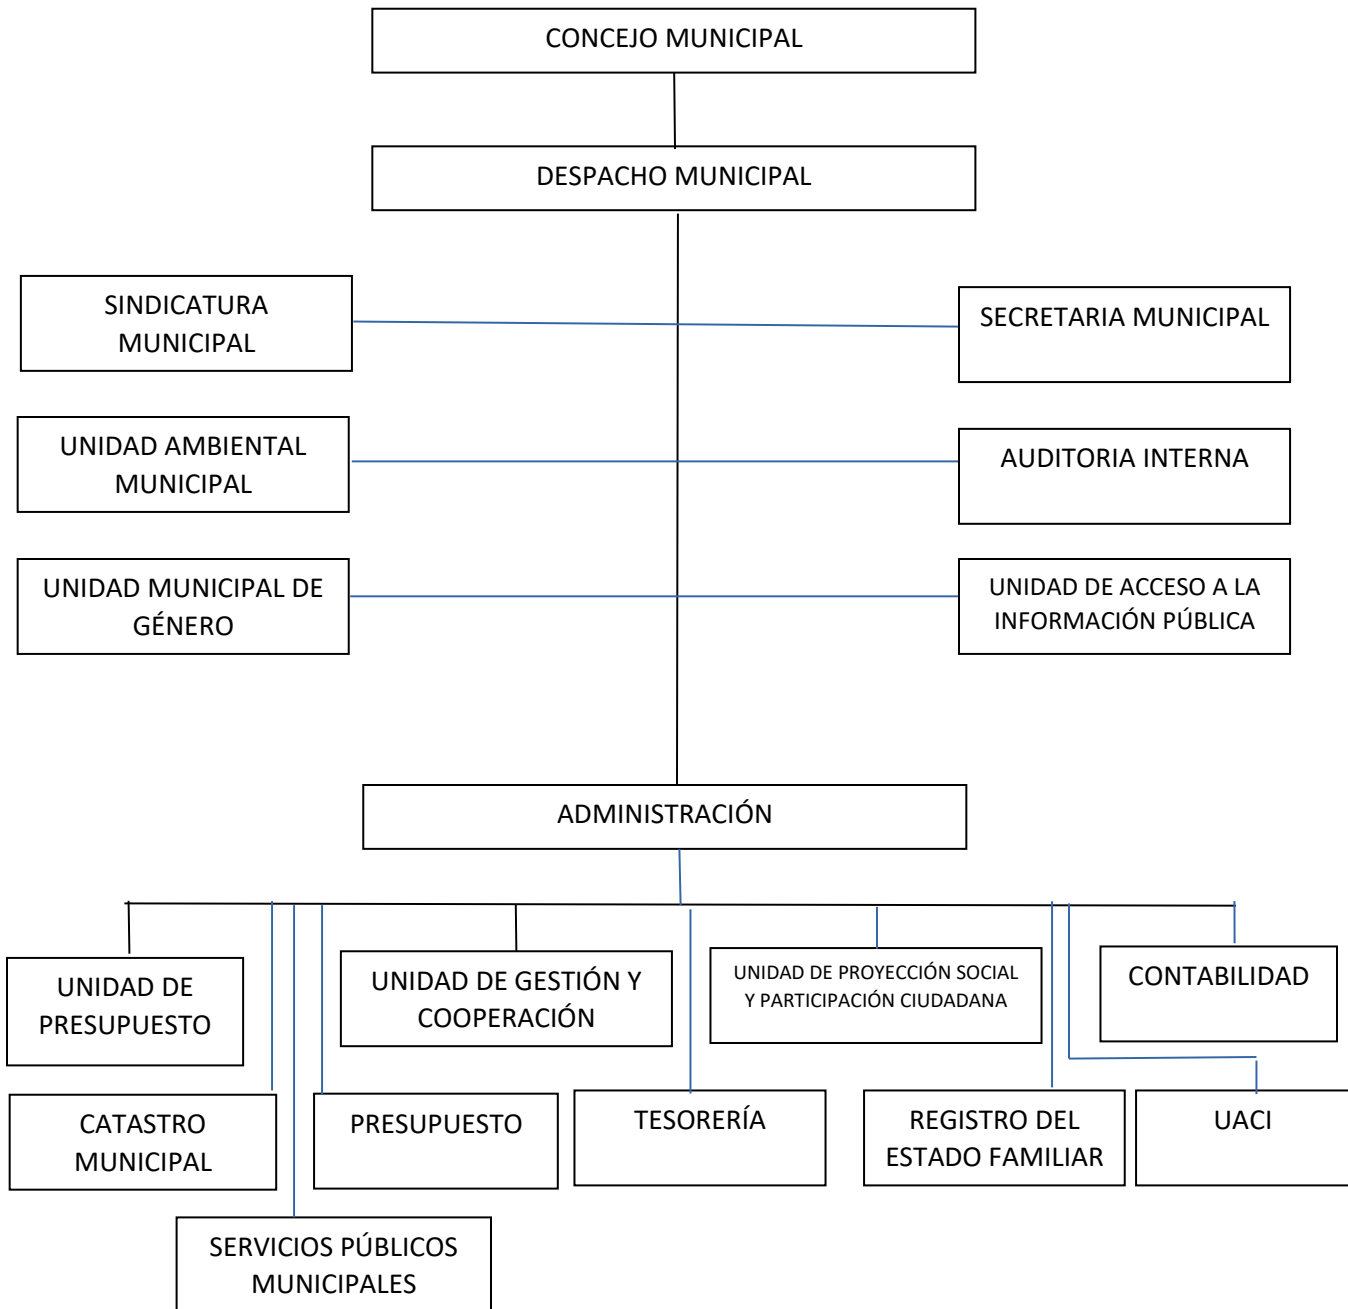 CONCEJO MUNICIPAL
DESPACHO MUNICIPAL
SINDICATURA
MUNICIPAL
SECRETARIA MUNICIPAL
UNIDAD AMBIENTAL
MUNICIPAL
AUDITORIA INTERNA
UNIDAD MUNICIPAL DE
GÉNERO
UNIDAD DE ACCESO A LA
INFORMACIÓN PÚBLICA
ADMINISTRACIÓN
UNIDAD DE
PRESUPUESTO
UNIDAD DE GESTIÓN Y
COOPERACIÓN
UNIDAD DE PROYECCIÓN SOCIAL
Y PARTICIPACIÓN CIUDADANA
CONTABILIDAD
CATASTRO
MUNICIPAL
PRESUPUESTO
TESORERÍA
REGISTRO DEL
ESTADO FAMILIAR
UACI
SERVICIOS PÚBLICOS
MUNICIPALES